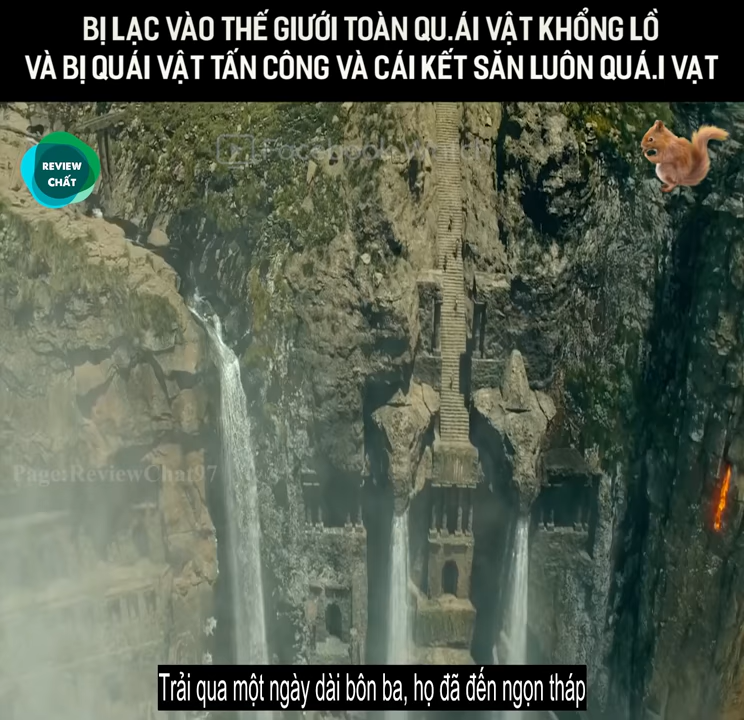 BỊ LẠC VÀO THẾ GIƯỚI TOÀN QU.ÁI VẬT KHỔNG LỒ
VÀ BỊ QUÁI VẬT TẤN CÔNG VÀ CÁI KẾT SĂN LUÔN QUÁ.I VẠT
Facebook Watch
REVIEW
CHẤT
Page:ReviewChat97
Trải qua một ngày dài bôn ba, họ đã đến ngọn tháp